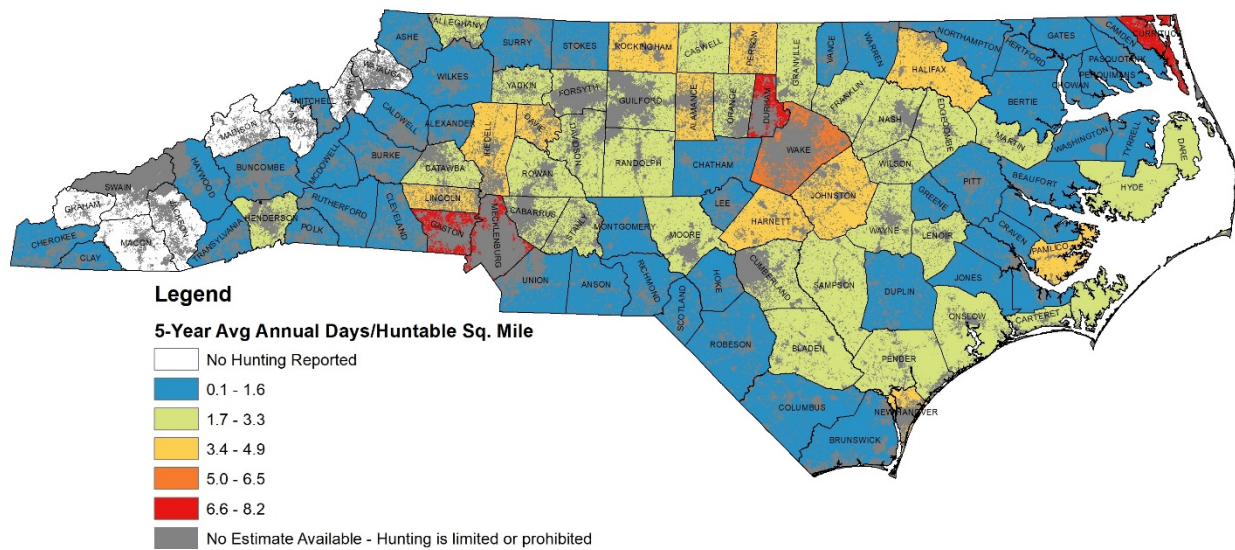 ALLEGHANY
ASHE
SURRY
STOKES
ROCKINGHAM
CASWELL
PERSON
GRANVILLE
VANCE
WARREN
NORTHAMPTON
HERTFORD
GATES
CAMDEN
CURRITUCK
PASQUOTANK
PERQUIMANS
CHOWAN
HALIFAX
BERTIE
WATAUGA
WILKES
YADKIN
FORSYTH
GUILFORD
ALAMANCE
ORANGE
DURHAM
FRANKLIN
NASH
EDGECOMBE
MARTIN
WASHINGTON
TYRRELL
DARE
MITCHELL
CALDWELL
ALEXANDER
IREDELL
DAVIE
DAVIDSON
RANDOLPH
CHATHAM
WAKE
WILSON
MADISON
BUNCOMBE
MCDOWELL
BURKE
CATAWBA
ROWAN
JOHNSTON
GREENE
PITT
BEAUFORT
HYDE
HAYWOOD
SWAIN
RUTHERFORD
LINCOLN
CABARRUS
STANLY
MONTGOMERY
MOORE
LEE
HARNETT
WAYNE
LENOIR
CRAVEN
PAMLICO
GRAHAM
JACKSON
HENDERSON
POLK
CLEVELAND
GASTON
MECKLENBURG
CHEROKEE
CLAY
MACON
TRANSYLVANIA
UNION
ANSON
RICHMOND
SCOTLAND
HOKE
CUMBERLAND
SAMPSON
DUPLIN
JONES
ONSLOW
CARTERET
ROBESON
BLADEN
PENDER
COLUMBUS
NEW HANOVER
BRUNSWICK
Legend
5-Year Avg Annual Days/Huntable Sq. Mile
No Hunting Reported
0.1 - 1.6
1.7 - 3.3
3.4 - 4.9
5.0 - 6.5
6.6 - 8.2
No Estimate Available - Hunting is limited or prohibited